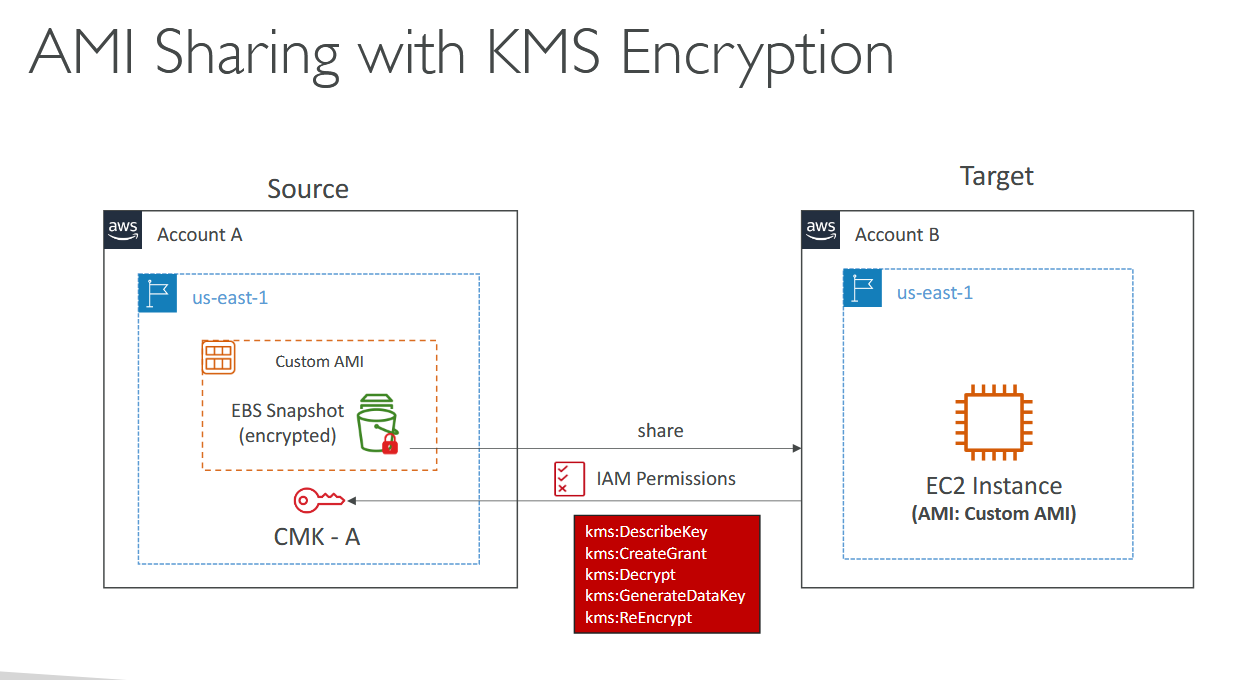 AMI Sharing with KMS Encryption
Source
Target
aws
Account A
aws
Account B
us-east-1
us-east-1
Custom AMI
EBS Snapshot
(encrypted)
share
IAM Permissions
CMK - A
EC2 Instance
(AMI: Custom AMI)
kms:DescribeKey
kms:CreateGrant
kms:Decrypt
kms:GenerateDataKey
kms:ReEncrypt